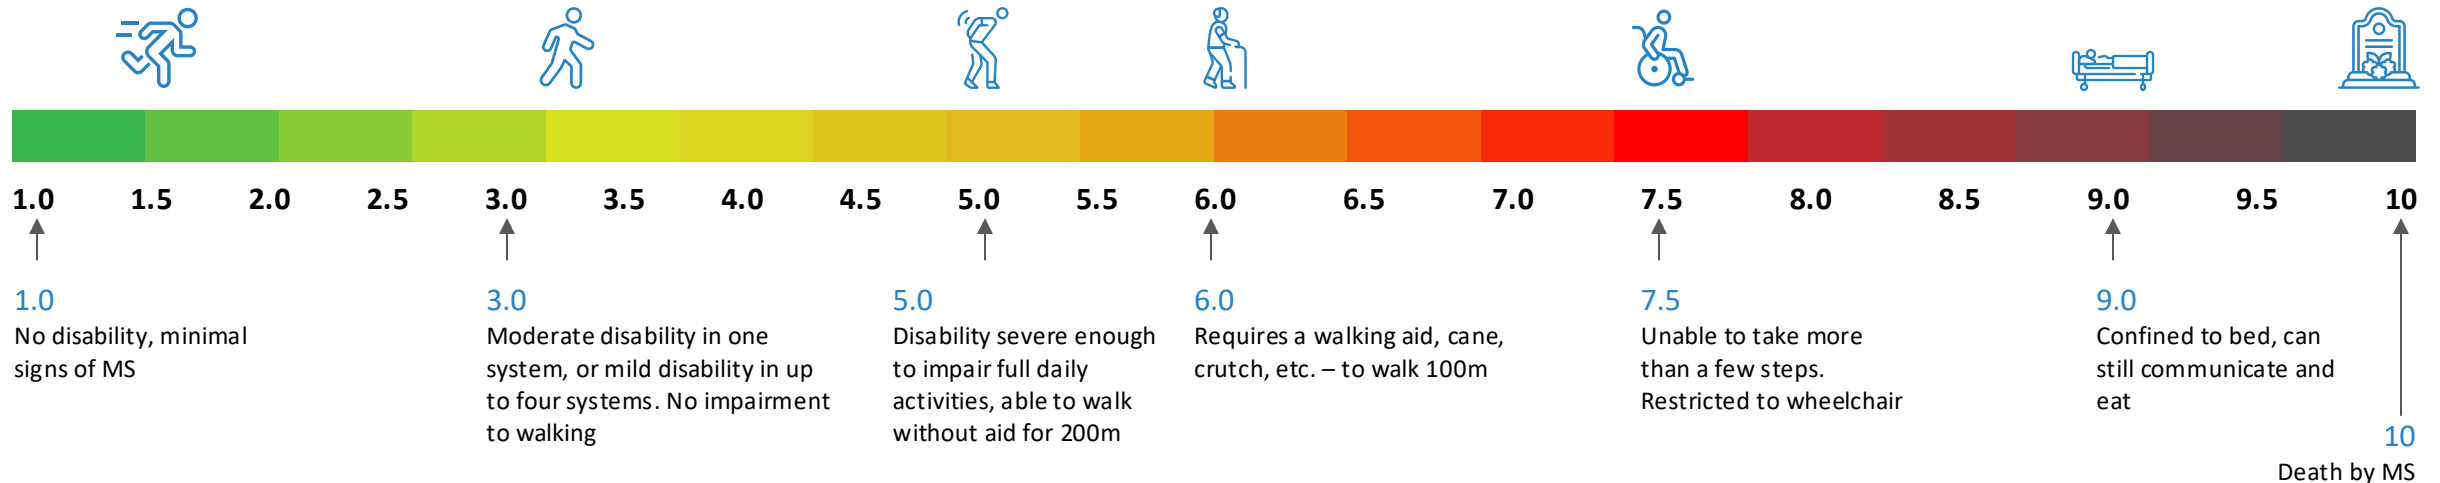 1.0 1.5 2.0 2.5 3.0 3.5 4.0 4.5 5.0 5.5 6.0 6.5 7.0 7.5 8.0 8.5 9.0 9.5 10
1.0
No disability, minimal
signs of MS
3.0
Moderate disability in one
system, or mild disability in up
to four systems. No impairment
to walking
5.0
Disability severe enough
to impair full daily
activities, able to walk
without aid for 200m
6.0
Requires a walking aid, cane,
crutch, etc. – to walk 100m
7.5
Unable to take more
than a few steps.
Restricted to wheelchair
9.0
Confined to bed, can
still communicate and
eat
10
Death by MS